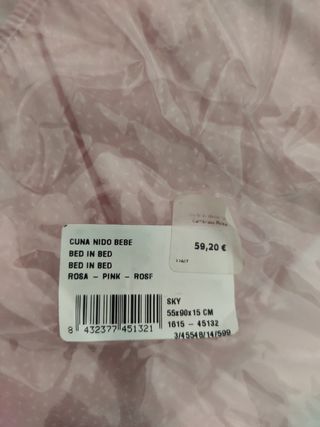 59,20 €
CUNA NIDO BEBE
BED IN BED
BED IN BED
ROSA - PINK - ROSE
SKY
55x90x15 CM
1615 - 45132
3/45548/14/599
8 432377 451321